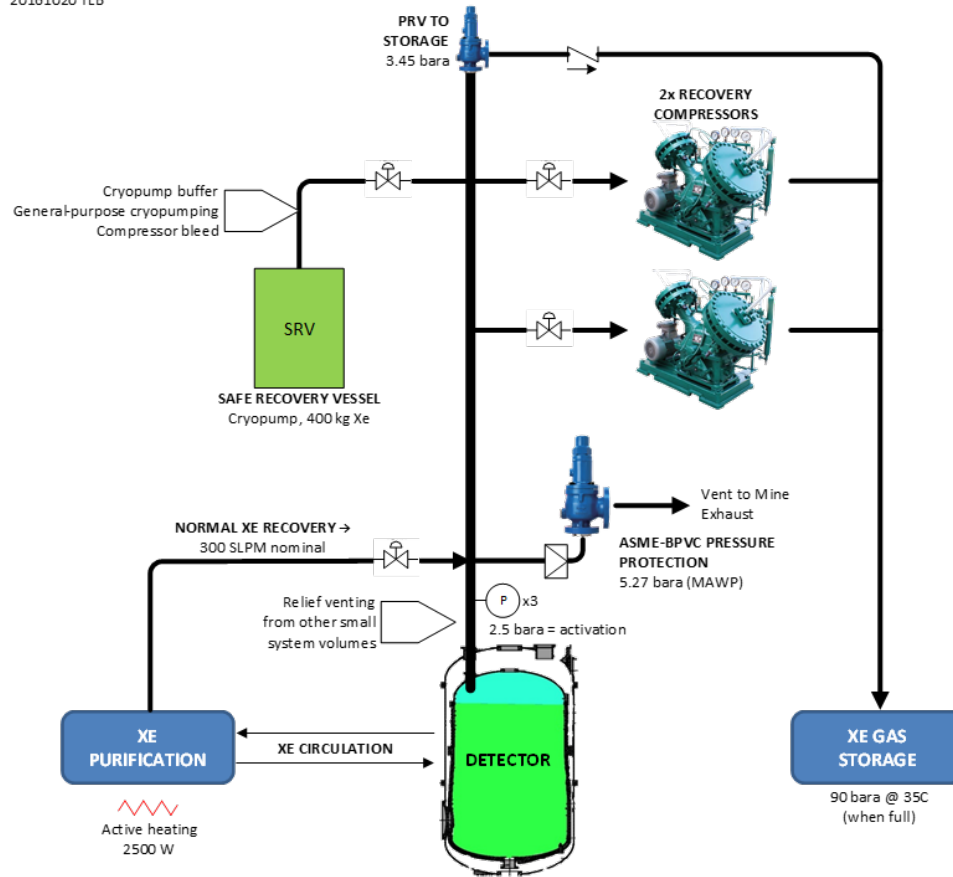 20161020 TLB
PRV TO
STORAGE
3.45 bara
2x RECOVERY
COMPRESSORS
Cryopump buffer
General-purpose cryopumping
Compressor bleed
SRV
SAFE RECOVERY VESSEL
Cryopump, 400 kg Xe
Vent to Mine
Exhaust
NORMAL XE RECOVERY →
300 SLPM nominal
ASME-BPVC PRESSURE
PROTECTION
5.27 bara (MAWP)
Relief venting
from other small
system volumes
P x3
2.5 bara = activation
XE
PURIFICATION
XE CIRCULATION
DETECTOR
XE GAS
STORAGE
Active heating
2500 W
90 bara @ 35C
(when full)